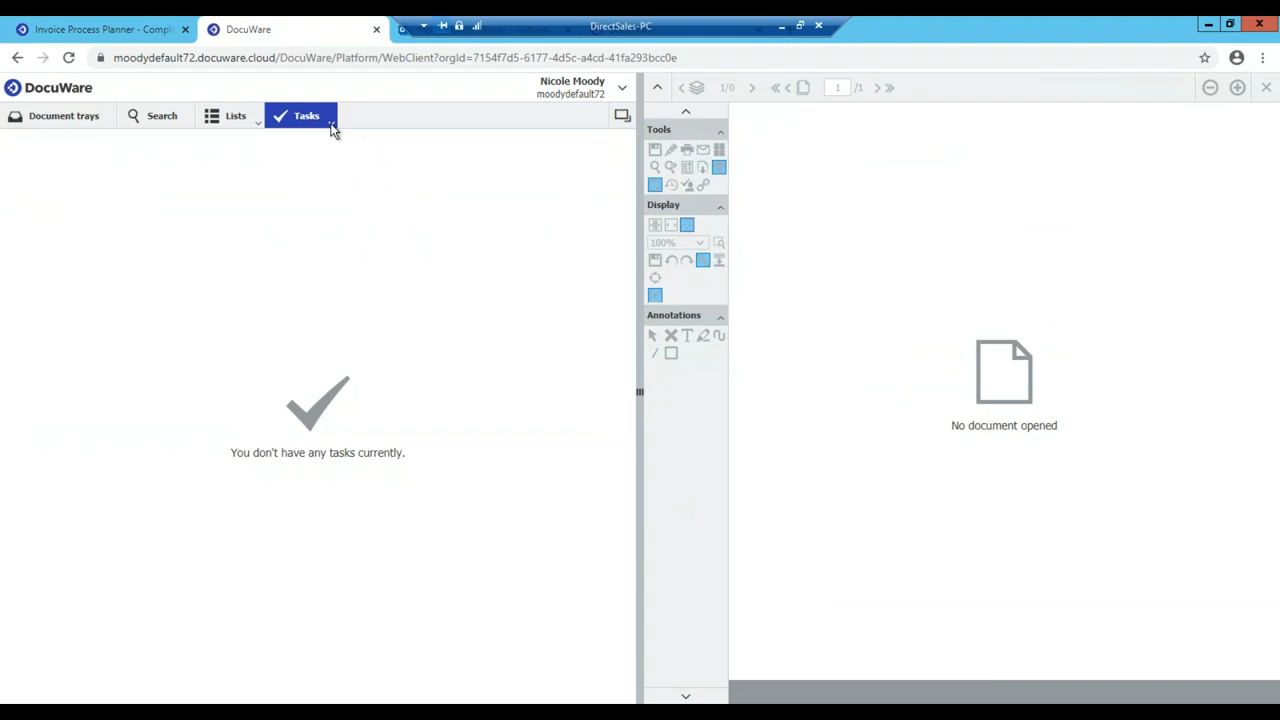 Invoice Process Planner - Compl
DocuWare
DirectSales-PC
moodydefault72.docuware.cloud/DocuWare/Platform/WebClient?orgId=7154f7d5-6177-4d5c-a4cd-41fa293bcc0e
DocuWare
Nicole Moody
moodydefault72
1/0
1
/1
Document trays
Search
Lists
Tasks
Tools
Display
100%
Annotations
You don't have any tasks currently.
No document opened